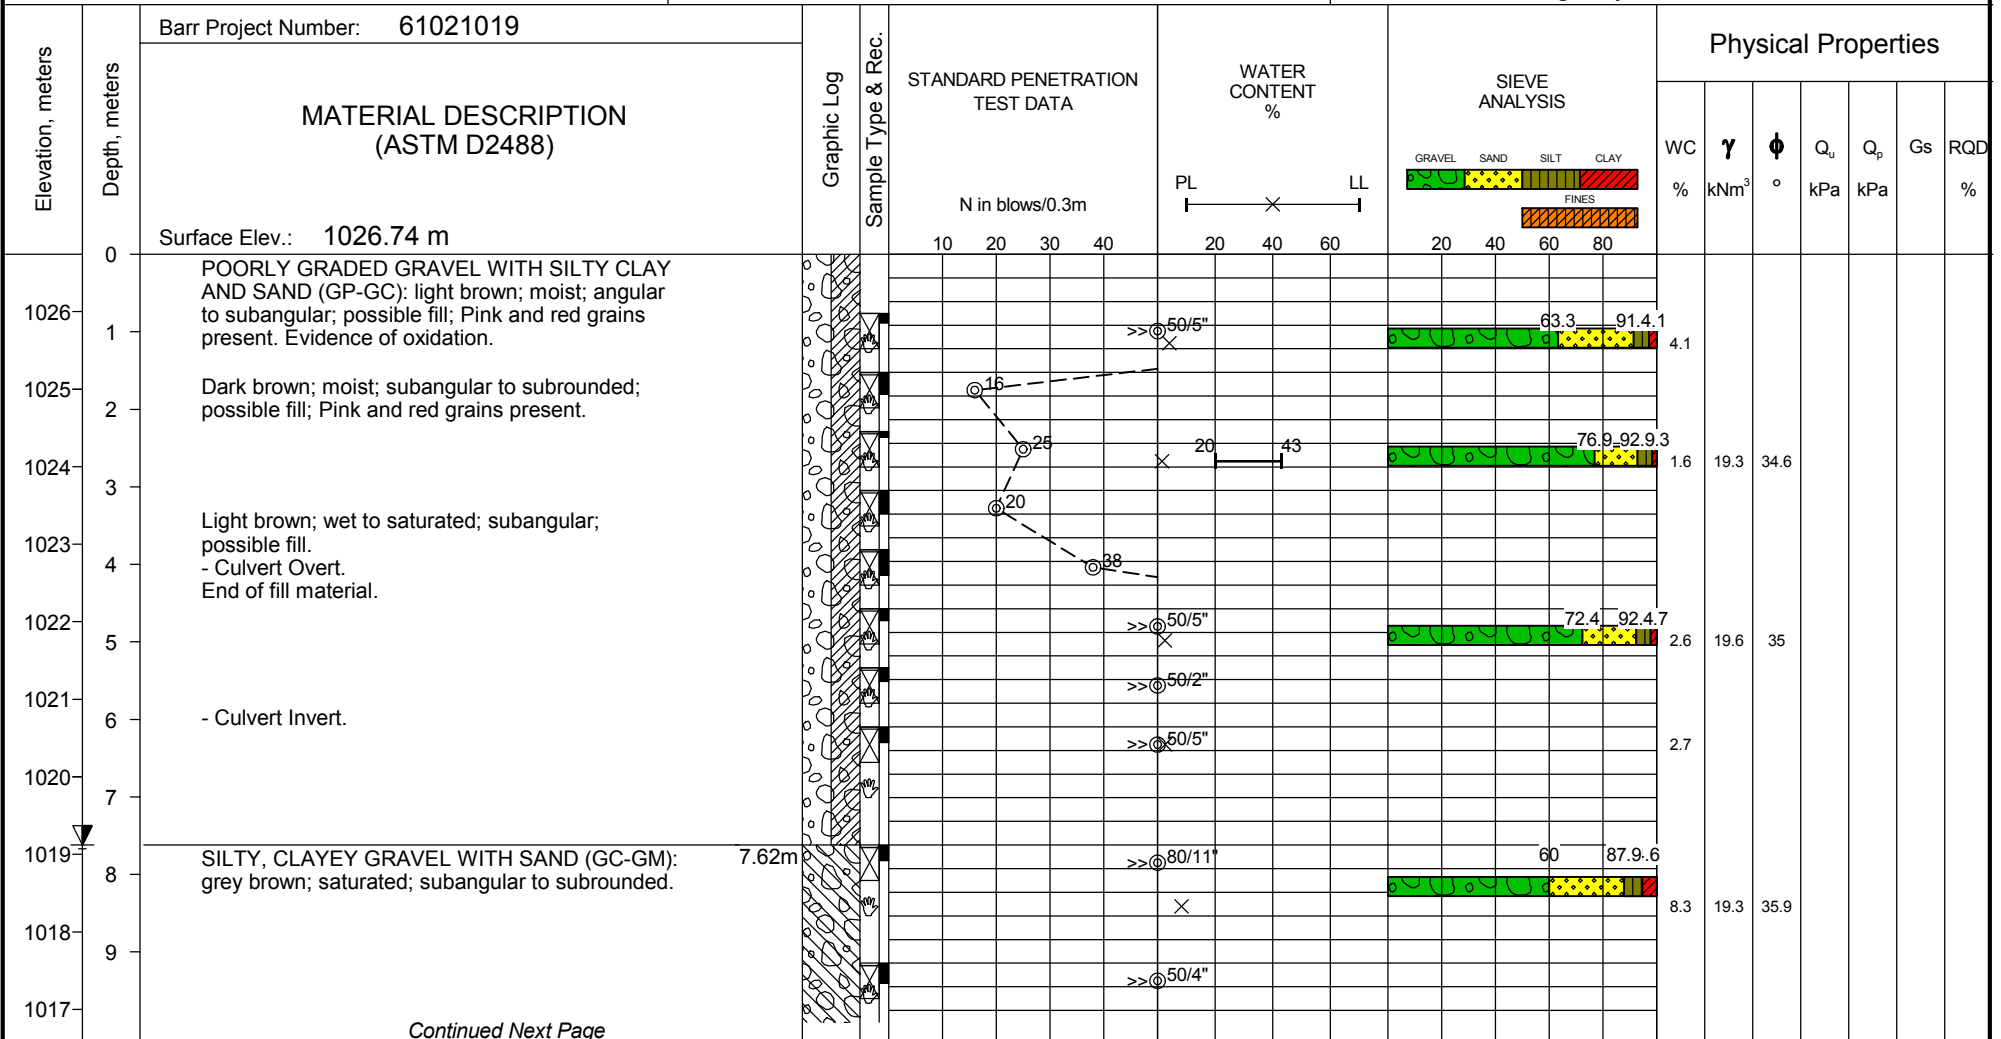 Barr Project Number: 61021019
Elevation, meters
Depth, meters
MATERIAL DESCRIPTION
(ASTM D2488)
Surface Elev.: 1026.74 m
Graphic Log
Sample Type & Rec.
STANDARD PENETRATION
TEST DATA
N in blows/0.3m
10 20 30 40
WATER
CONTENT
%
PL LL
20 40 60
SIEVE
ANALYSIS
GRAVEL SAND SILT CLAY
FINES
20 40 60 80
Physical Properties
WC γ ϕ Qu Qp Gs RQD
% kNm3 ° kPa kPa %
0
POORLY GRADED GRAVEL WITH SILTY CLAY
AND SAND (GP-GC): light brown; moist; angular
to subangular; possible fill; Pink and red grains
present. Evidence of oxidation.
1026
1
>> 50/5"
63.3 91.4.1
4.1
Dark brown; moist; subangular to subrounded;
possible fill; Pink and red grains present.
1025
2
16
25
20 43
76.9 92.9.3
1024
1.6 19.3 34.6
3
20
Light brown; wet to saturated; subangular;
possible fill.
- Culvert Overt.
End of fill material.
1023
4
38
1022
>> 50/5"
72.4 92.4.7
5
2.6 19.6 35
>> 50/2"
1021
6
- Culvert Invert.
>> 50/5"
2.7
1020
7
1019
SILTY, CLAYEY GRAVEL WITH SAND (GC-GM): 7.62m
grey brown; saturated; subangular to subrounded.
>> 80/11"
60 87.9 .6
8
8.3 19.3 35.9
1018
9
>> 50/4"
1017
Continued Next Page